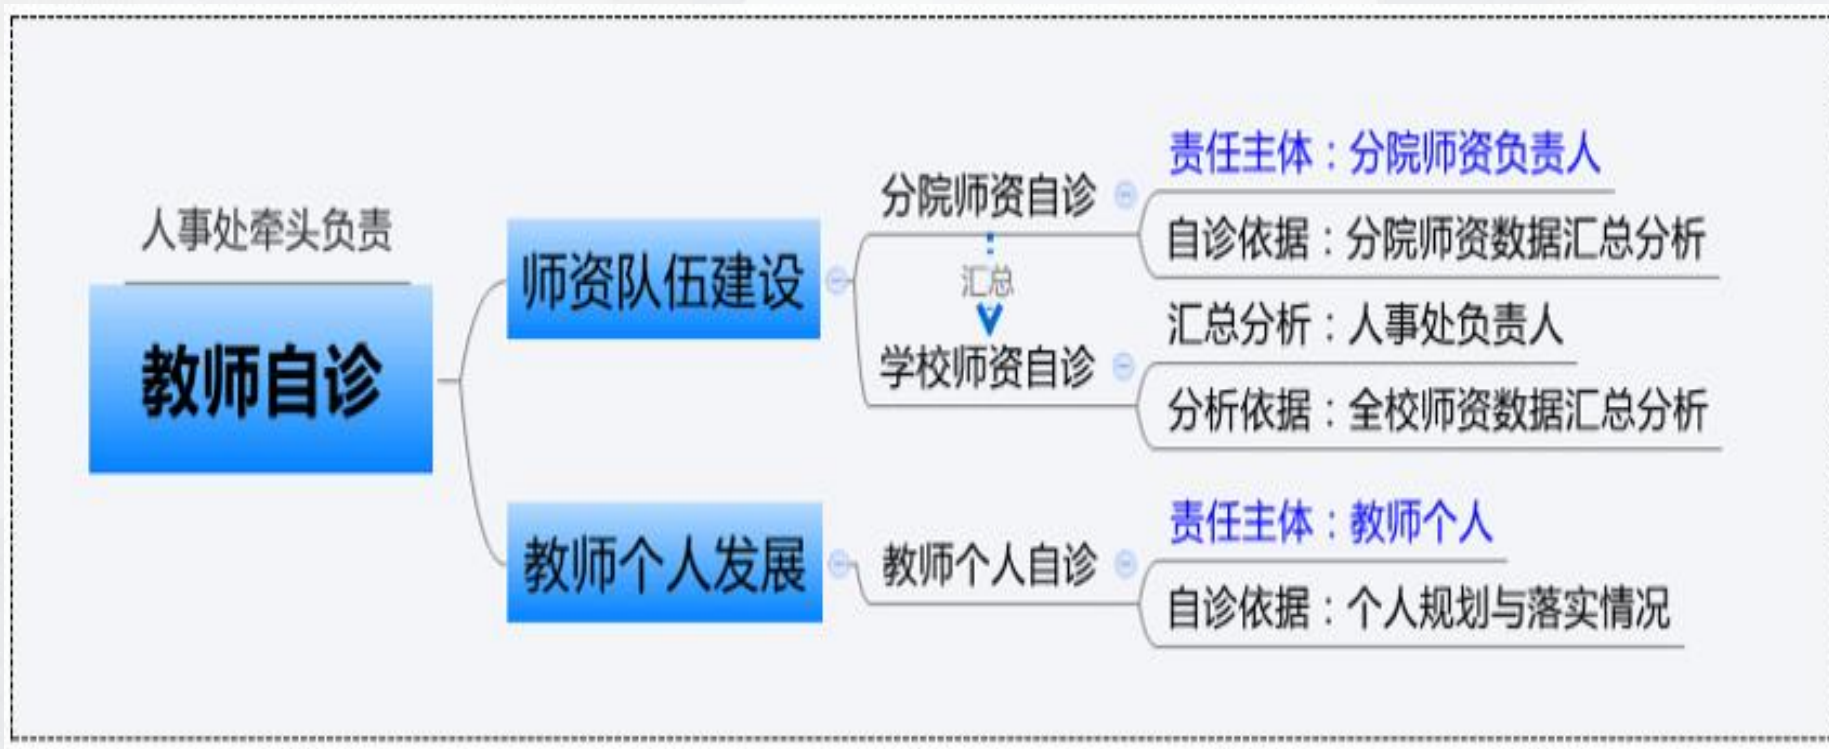 人事处牵头负责
教师自诊
师资队伍建设
分院师资自诊
责任主体：分院师资负责人
自诊依据：分院师资数据汇总分析
汇总
学校师资自诊
汇总分析：人事处负责人
分析依据：全校师资数据汇总分析
教师个人发展
教师个人自诊
责任主体：教师个人
自诊依据：个人规划与落实情况